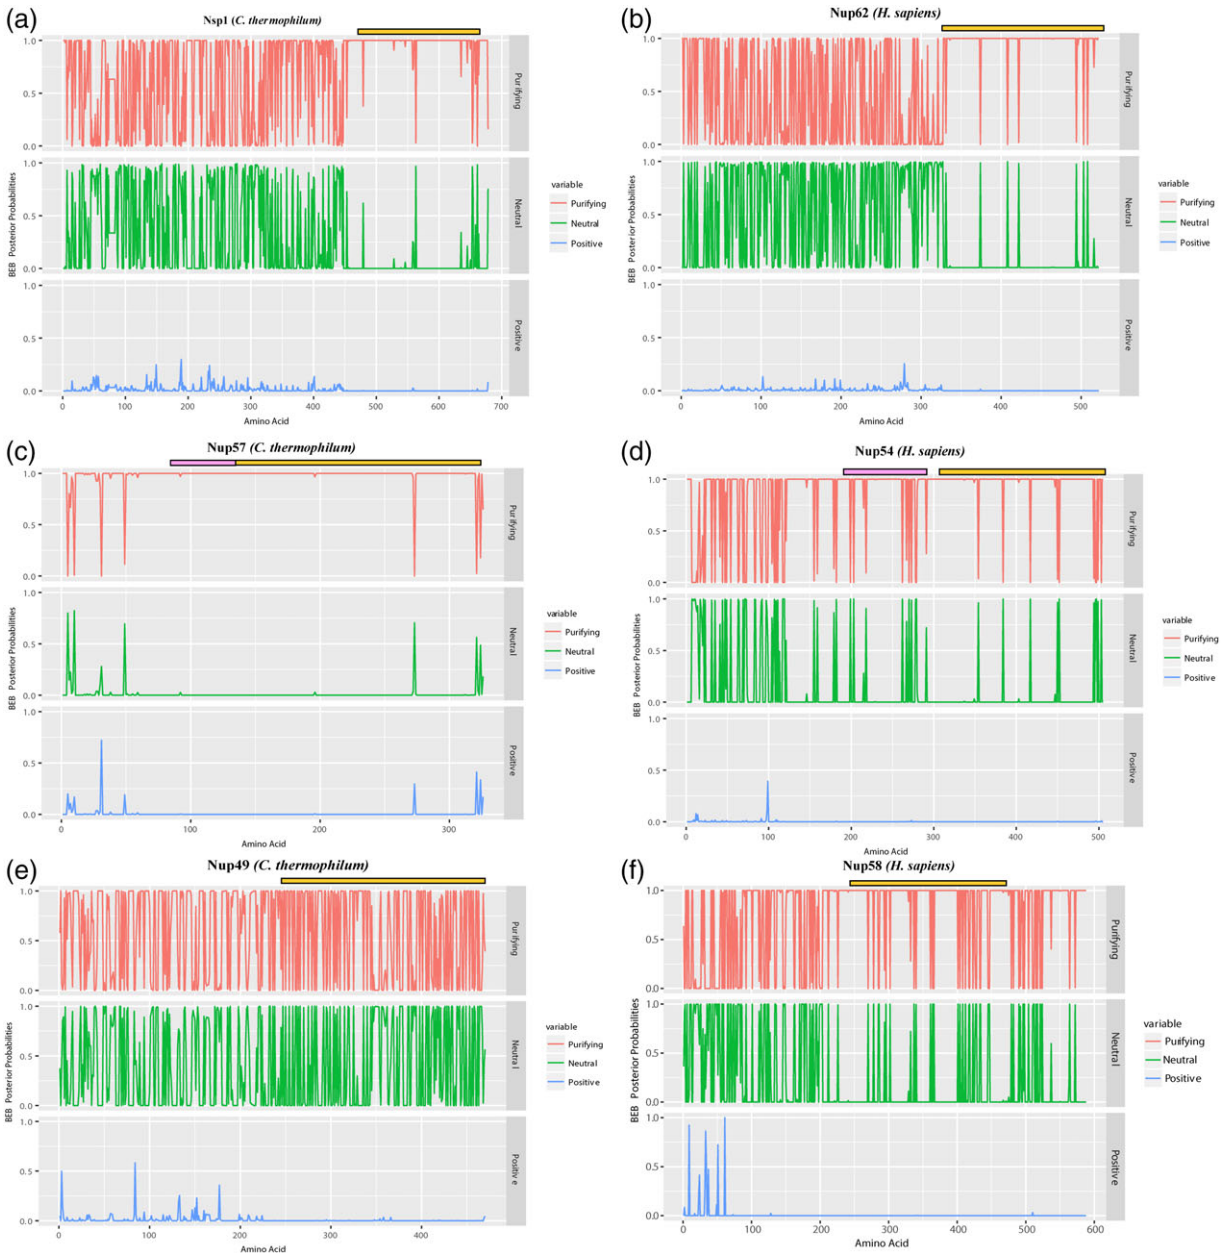 (a)
Nsp1 (C. thermophilum)
1.0
0.5
0.0
Purifying
1.0
0.5
0.0
Neutral
1.0
0.5
0.0
Positive
BEB Posterior Probabilities
0 100 200 300 400 500 600 700
Amino Acid
variable
Purifying
Neutral
Positive
(b)
Nup62 (H. sapiens)
1.0
0.5
0.0
Purifying
1.0
0.5
0.0
Neutral
1.0
0.5
0.0
Positive
BEB Posterior Probabilities
0 100 200 300 400 500
Amino Acid
variable
Purifying
Neutral
Positive
(c)
Nup57 (C. thermophilum)
1.0
0.5
0.0
Purifying
1.0
0.5
0.0
Neutral
1.0
0.5
0.0
Positive
BEB Posterior Probabilities
0 100 200 300
Amino Acid
variable
Purifying
Neutral
Positive
(d)
Nup54 (H. sapiens)
1.0
0.5
0.0
Purifying
1.0
0.5
0.0
Neutral
1.0
0.5
0.0
Positive
BEB Posterior Probabilities
0 100 200 300 400 500
Amino Acid
variable
Purifying
Neutral
Positive
(e)
Nup49 (C. thermophilum)
1.0
0.5
0.0
Purifying
1.0
0.5
0.0
Neutral
1.0
0.5
0.0
Positive
BEB Posterior Probabilities
0 100 200 300 400
Amino Acid
variable
Purifying
Neutral
Positive
(f)
Nup58 (H. sapiens)
1.0
0.5
0.0
Purifying
1.0
0.5
0.0
Neutral
1.0
0.5
0.0
Positive
BEB Posterior Probabilities
0 100 200 300 400 500 600
Amino Acid
variable
Purifying
Neutral
Positive